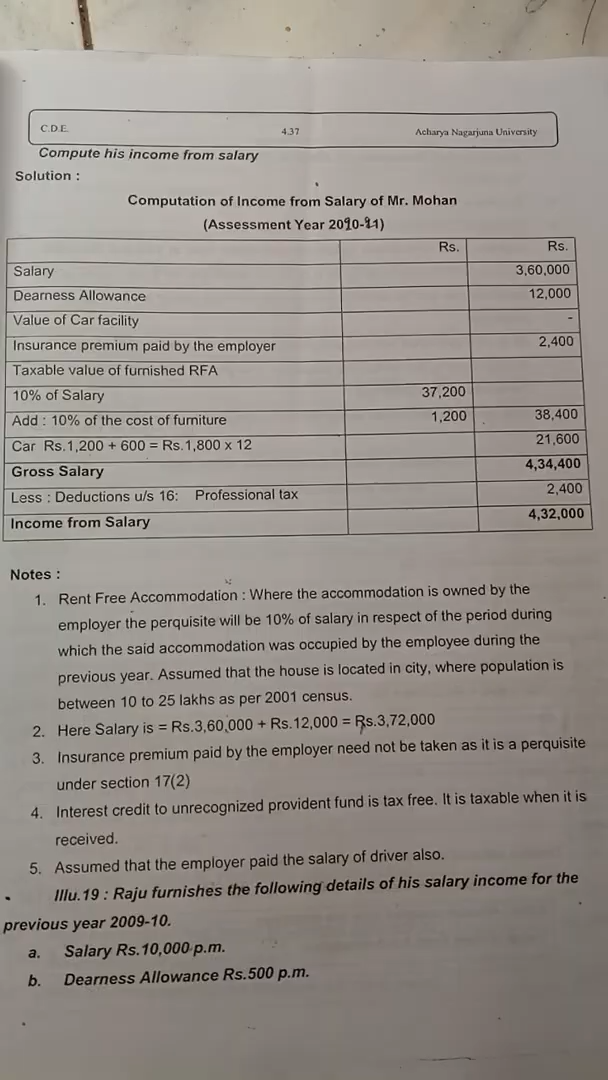 C.D.E. 4.37 Acharya Nagarjuna University
Compute his income from salary
Solution :
Computation of Income from Salary of Mr. Mohan
(Assessment Year 2020-21)
Rs. Rs.
Salary 3,60,000
Dearness Allowance 12,000
Value of Car facility -
Insurance premium paid by the employer 2,400
Taxable value of furnished RFA
10% of Salary 37,200
Add : 10% of the cost of furniture 1,200 38,400
Car Rs.1,200 + 600 = Rs.1,800 x 12 21,600
Gross Salary 4,34,400
Less : Deductions u/s 16: Professional tax 2,400
Income from Salary 4,32,000
Notes :
1. Rent Free Accommodation : Where the accommodation is owned by the
employer the perquisite will be 10% of salary in respect of the period during
which the said accommodation was occupied by the employee during the
previous year. Assumed that the house is located in city, where population is
between 10 to 25 lakhs as per 2001 census.
2. Here Salary is = Rs.3,60,000 + Rs.12,000 = Rs.3,72,000
3. Insurance premium paid by the employer need not be taken as it is a perquisite
under section 17(2)
4. Interest credit to unrecognized provident fund is tax free. It is taxable when it is
received.
5. Assumed that the employer paid the salary of driver also.
Illu.19 : Raju furnishes the following details of his salary income for the
previous year 2009-10.
a. Salary Rs.10,000 p.m.
b. Dearness Allowance Rs.500 p.m.